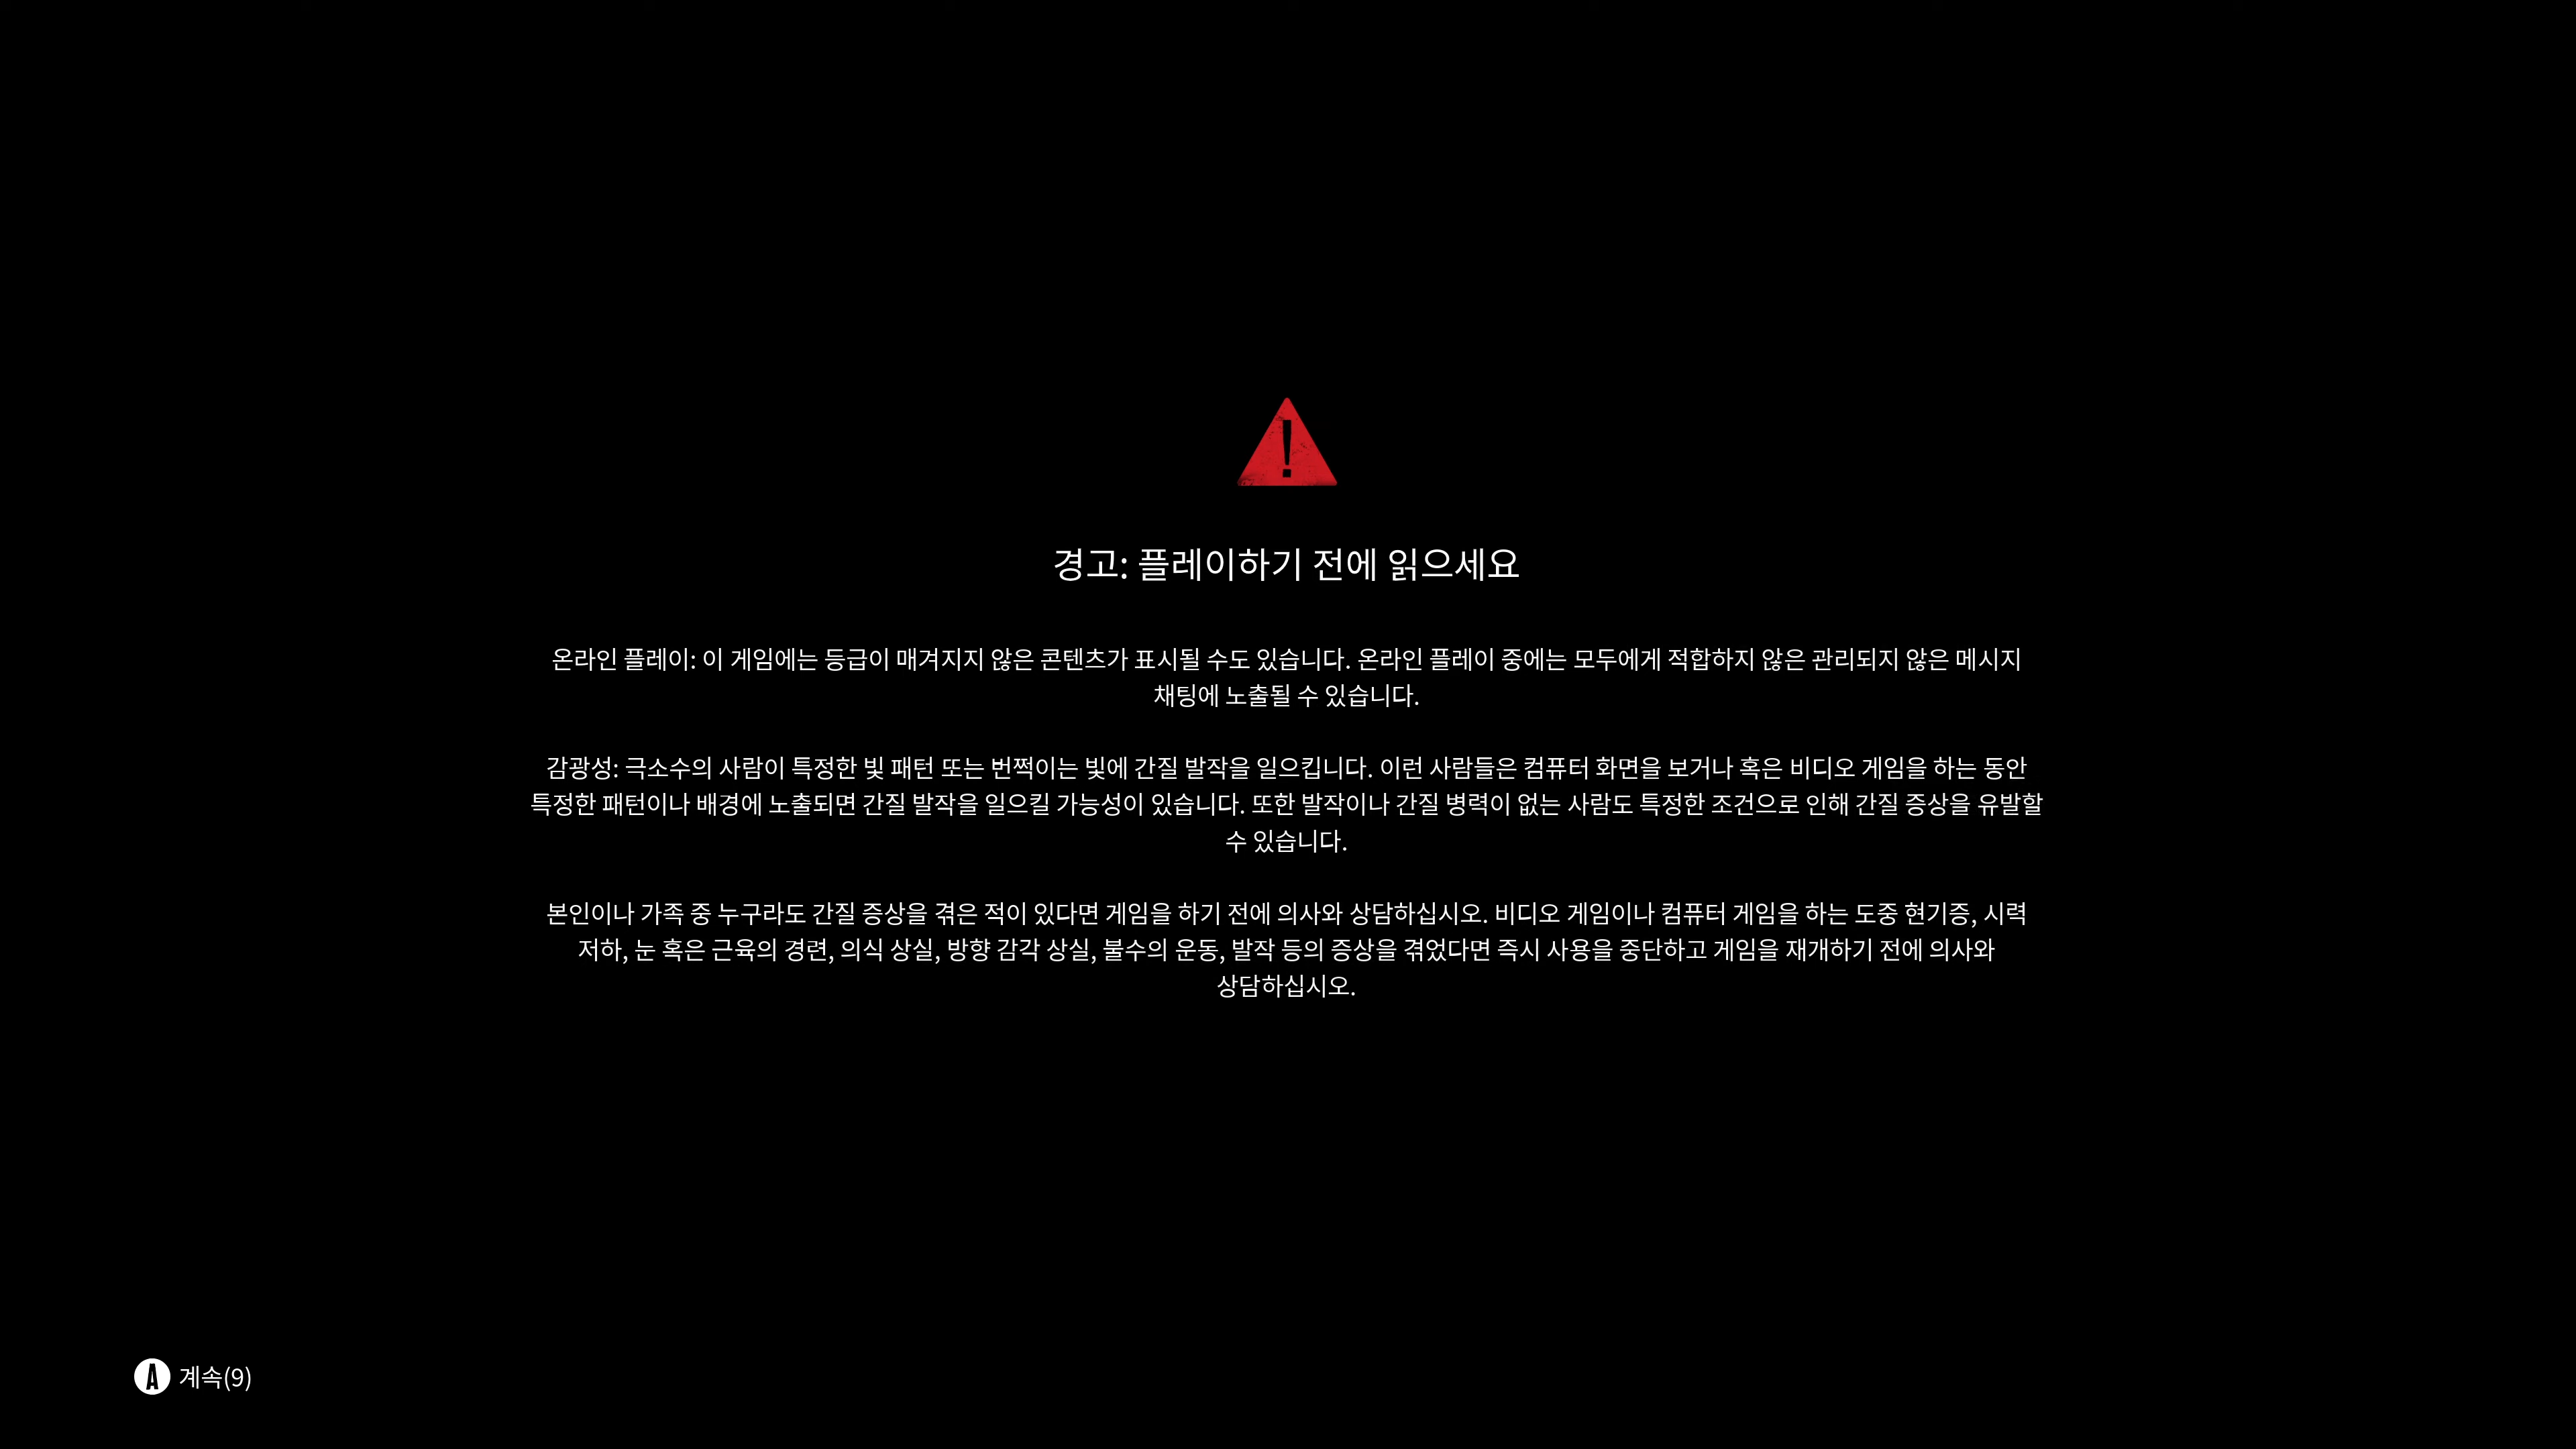 경고: 플레이하기 전에 읽으세요
온라인 플레이: 이 게임에는 등급이 매겨지지 않은 콘텐츠가 표시될 수도 있습니다. 온라인 플레이 중에는 모두에게 적합하지 않은 관리되지 않은 메시지
채팅에 노출될 수 있습니다.
감광성: 극소수의 사람이 특정한 빛 패턴 또는 번쩍이는 빛에 간질 발작을 일으킵니다. 이런 사람들은 컴퓨터 화면을 보거나 혹은 비디오 게임을 하는 동안
특정한 패턴이나 배경에 노출되면 간질 발작을 일으킬 가능성이 있습니다. 또한 발작이나 간질 병력이 없는 사람도 특정한 조건으로 인해 간질 증상을 유발할
수 있습니다.
본인이나 가족 중 누구라도 간질 증상을 겪은 적이 있다면 게임을 하기 전에 의사와 상담하십시오. 비디오 게임이나 컴퓨터 게임을 하는 도중 현기증, 시력
저하, 눈 혹은 근육의 경련, 의식 상실, 방향 감각 상실, 불수의 운동, 발작 등의 증상을 겪었다면 즉시 사용을 중단하고 게임을 재개하기 전에 의사와
상담하십시오.
A 계속(9)